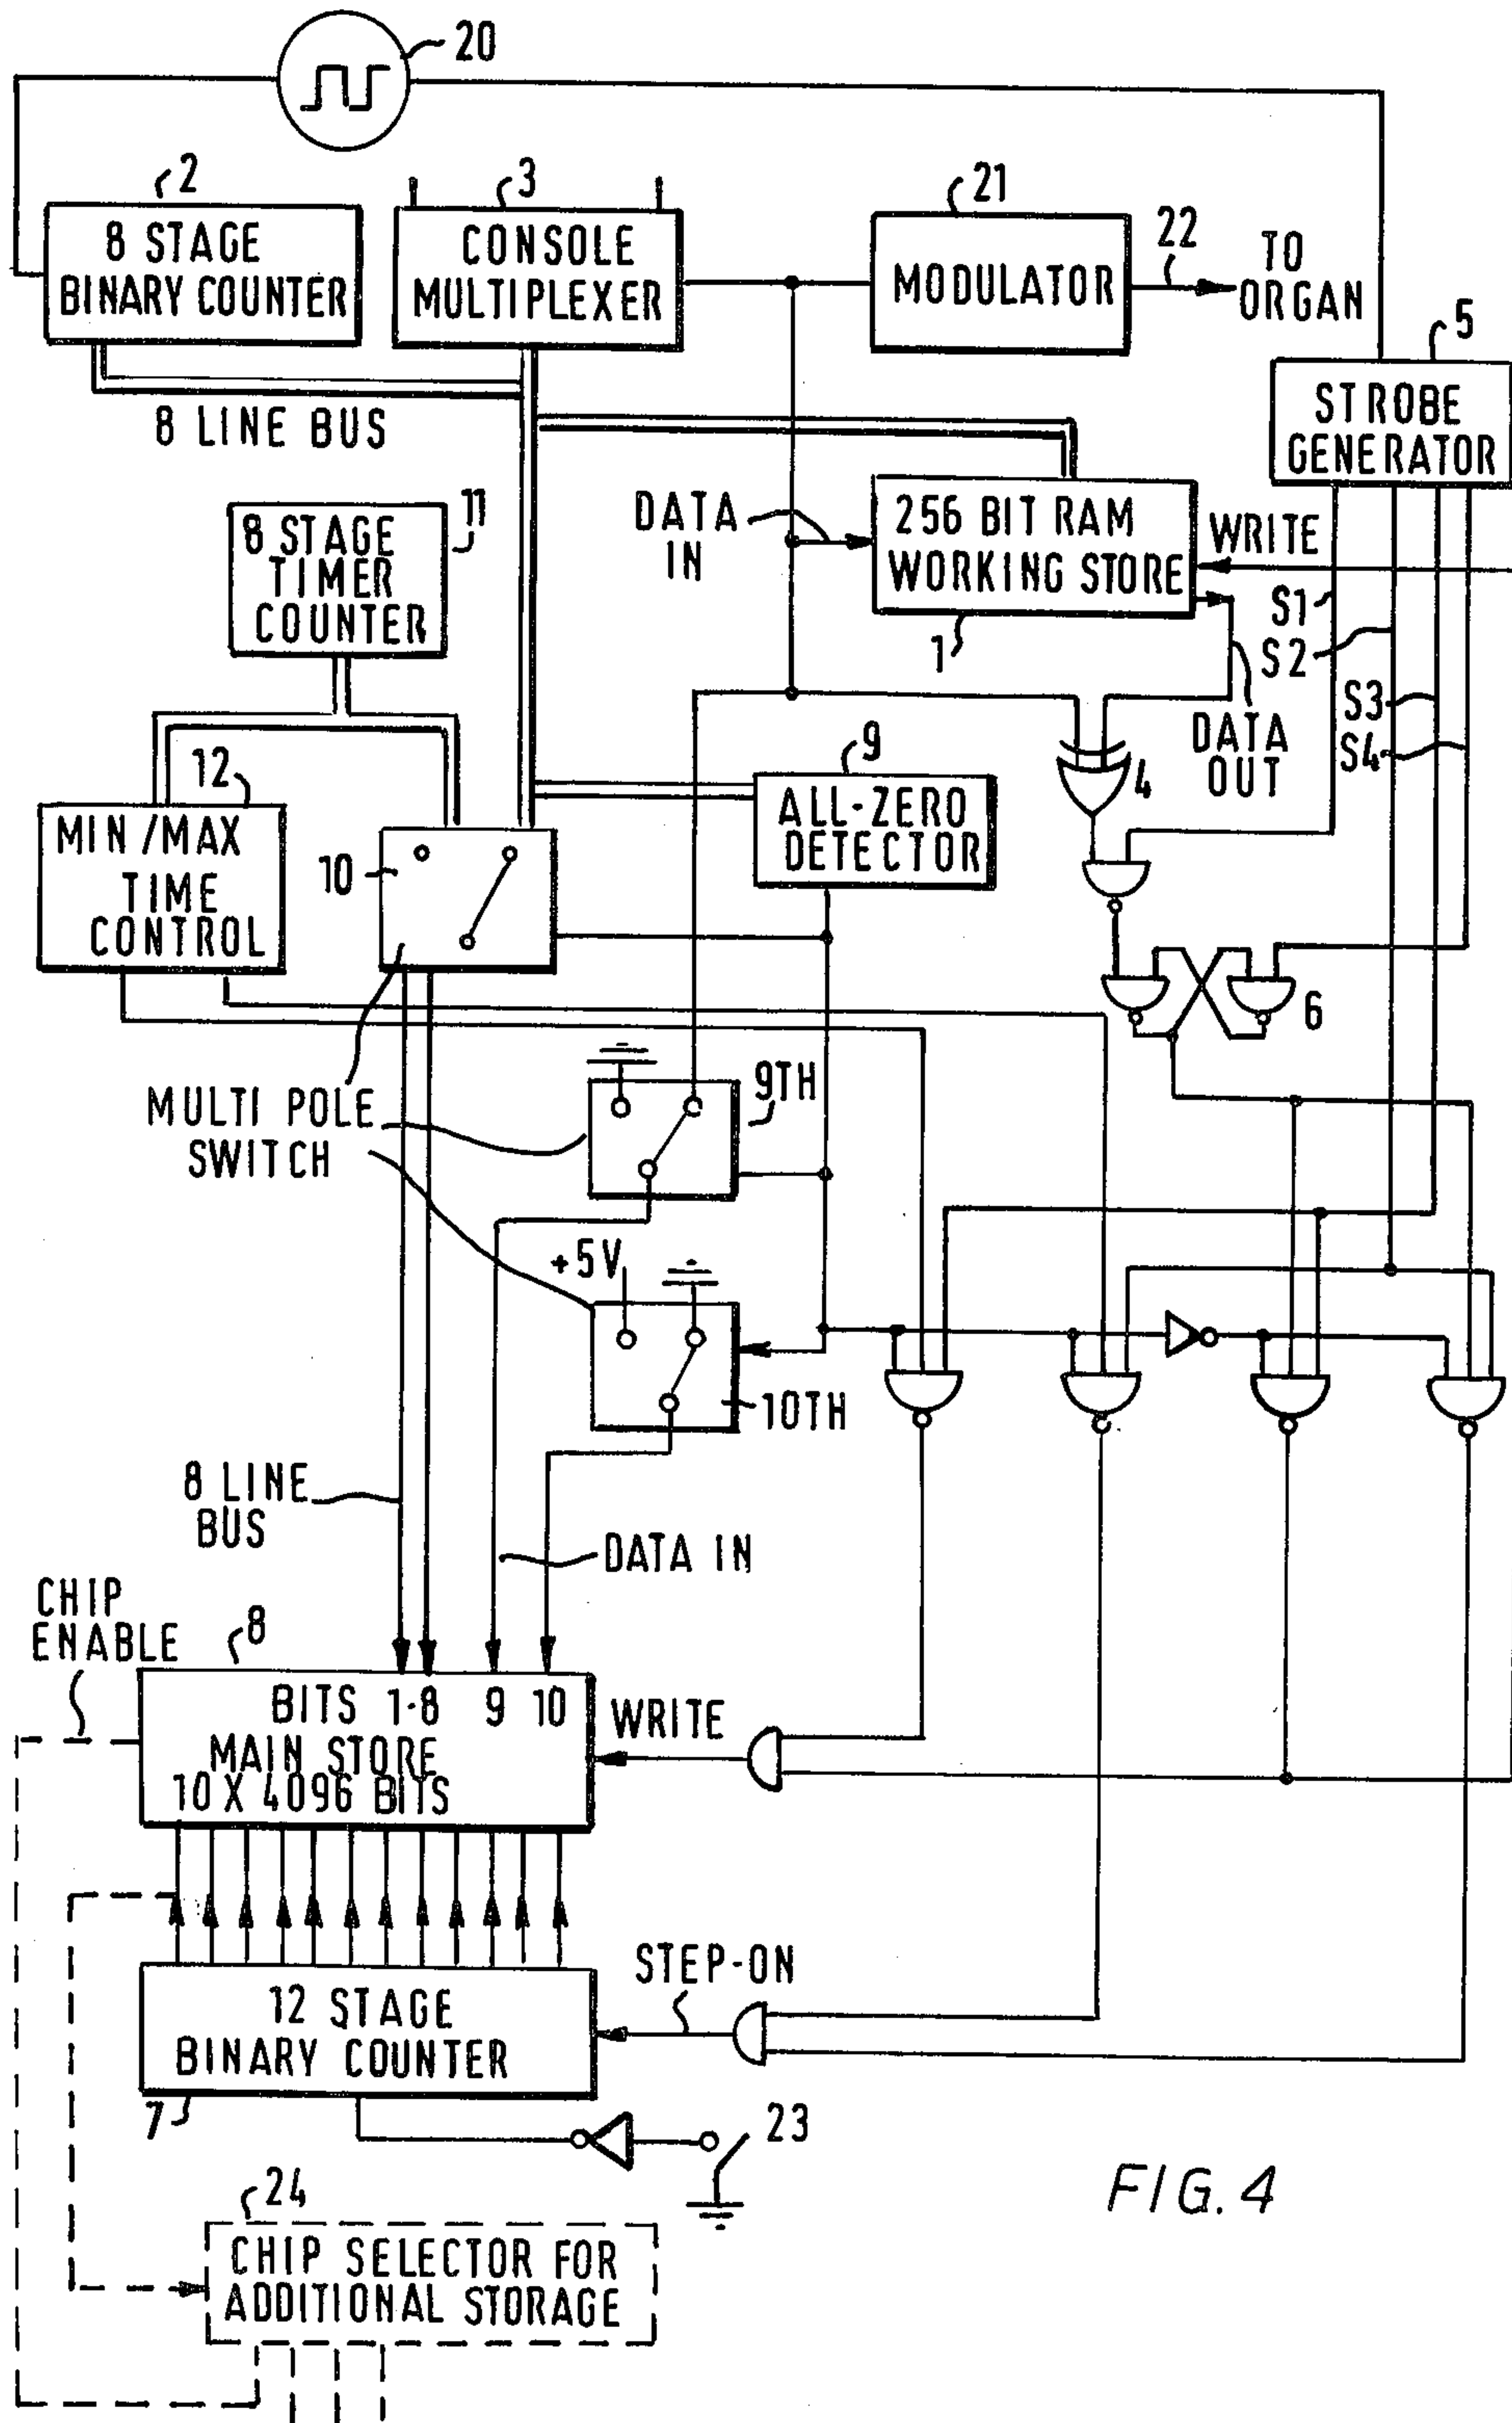 20
2
3
21
8 STAGE
BINARY COUNTER
CONSOLE
MULTIPLEXER
MODULATOR
22
TO
ORGAN
5
STROBE
GENERATOR
8 LINE BUS
11
8 STAGE
TIMER
COUNTER
DATA
IN
256 BIT RAM
WORKING STORE
WRITE
1
S1
S2
S3
S4
DATA
OUT
12
9
4
MIN/MAX
TIME
CONTROL
10
ALL-ZERO
DETECTOR
6
MULTI POLE
SWITCH
9TH
+5V
10TH
8 LINE
BUS
DATA IN
CHIP
ENABLE
8
BITS 1-8 9 10
MAIN STORE
10 X 4096 BITS
WRITE
STEP-ON
12 STAGE
BINARY COUNTER
7
23
24
CHIP SELECTOR FOR
ADDITIONAL STORAGE
FIG. 4